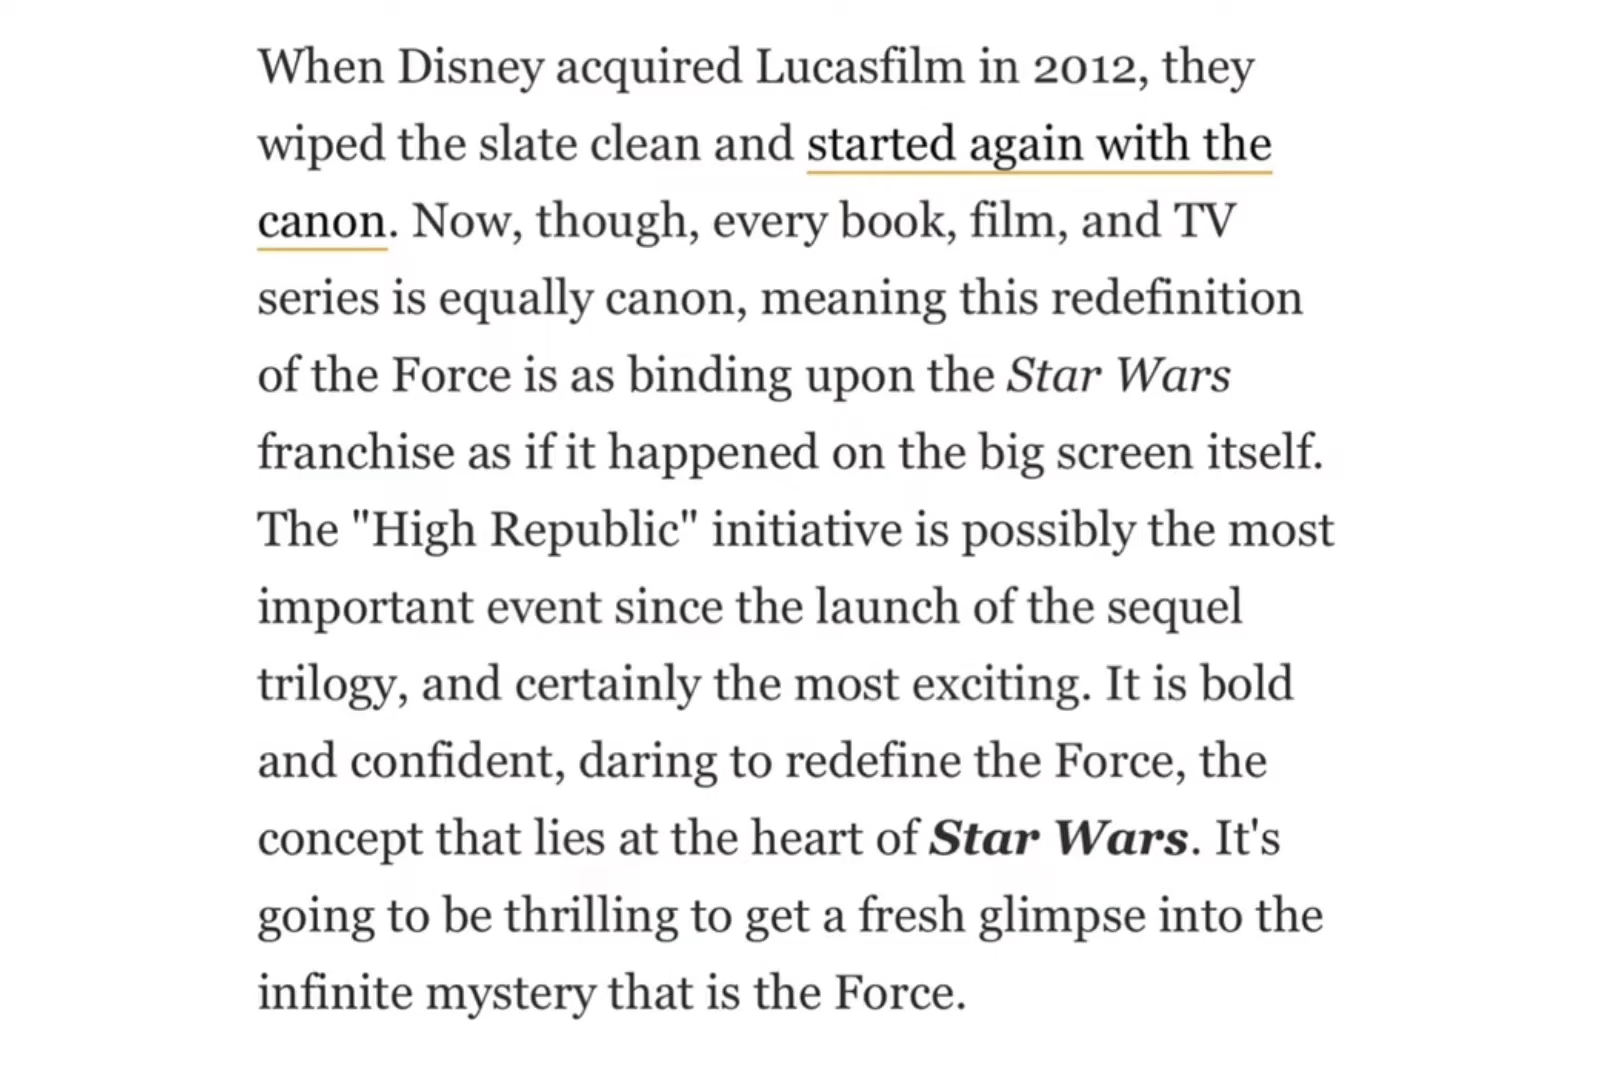 When Disney acquired Lucasfilm in 2012, they
wiped the slate clean and started again with the
canon. Now, though, every book, film, and TV
series is equally canon, meaning this redefinition
of the Force is as binding upon the Star Wars
franchise as if it happened on the big screen itself.
The "High Republic" initiative is possibly the most
important event since the launch of the sequel
trilogy, and certainly the most exciting. It is bold
and confident, daring to redefine the Force, the
concept that lies at the heart of Star Wars. It's
going to be thrilling to get a fresh glimpse into the
infinite mystery that is the Force.